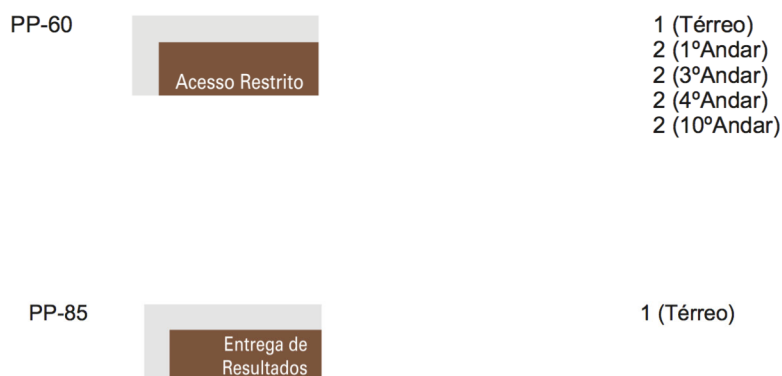 PP-60
Acesso Restrito
1 (Térreo)
2 (1ºAndar)
2 (3ºAndar)
2 (4ºAndar)
2 (10ºAndar)
PP-85
Entrega de
Resultados
1 (Térreo)